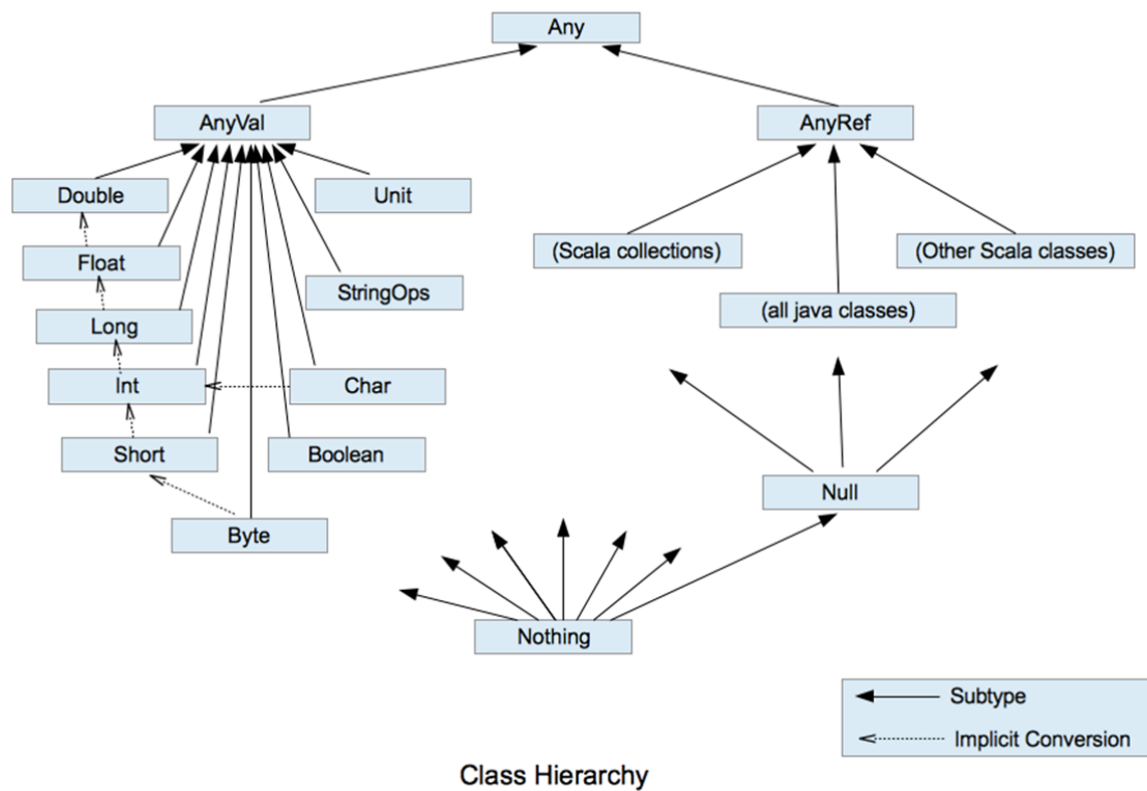 Any
AnyVal
AnyRef
Double
Unit
Float
(Scala collections)
(Other Scala classes)
StringOps
(all java classes)
Long
Int
Char
Short
Boolean
Null
Byte
Nothing
Subtype
Implicit Conversion
Class Hierarchy